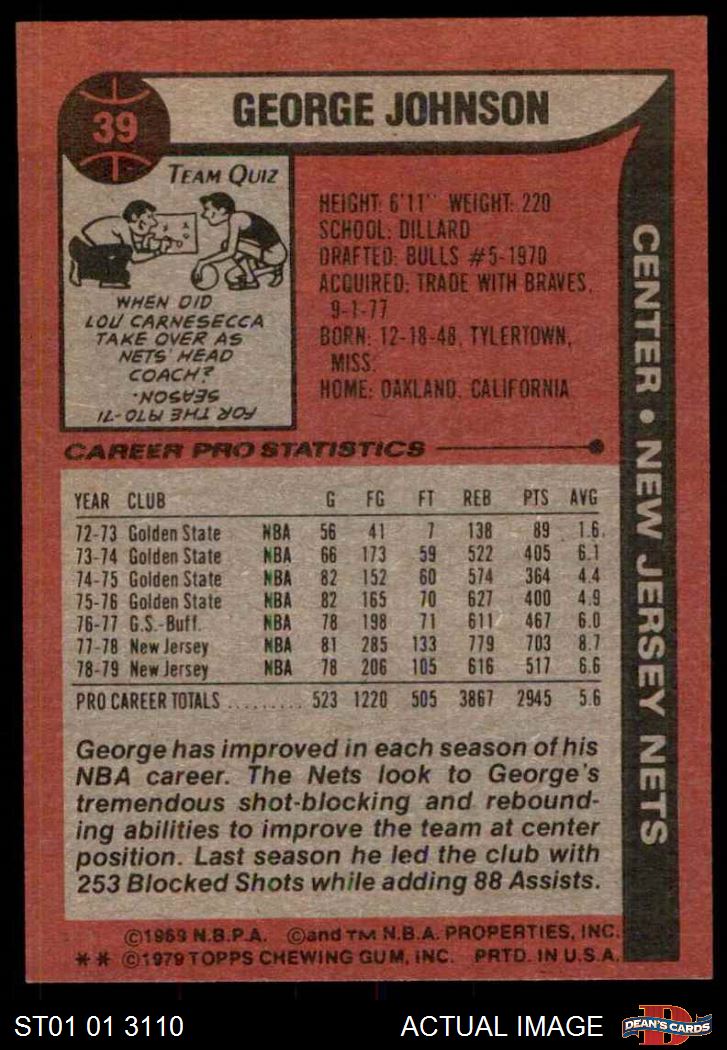 39
GEORGE JOHNSON
TEAM QUIZ
WHEN DID
LOU CARNESECCA
TAKE OVER AS
NETS' HEAD
COACH?
FOR THE 1970-71
SEASON.
HEIGHT: 6'11" WEIGHT: 220
SCHOOL: DILLARD
DRAFTED: BULLS #5-1970
ACQUIRED: TRADE WITH BRAVES,
9-1-77
BORN: 12-18-48, TYLERTOWN,
MISS.
HOME: OAKLAND, CALIFORNIA
CENTER • NEW JERSEY NETS
CAREER PRO STATISTICS
YEAR CLUB G FG FT REB PTS AVG
72-73 Golden State NBA 56 41 7 138 89 1.6
73-74 Golden State NBA 66 173 59 522 405 6.1
74-75 Golden State NBA 82 152 60 574 364 4.4
75-76 Golden State NBA 82 165 70 627 400 4.9
76-77 G.S.-Buff. NBA 78 198 71 611 467 6.0
77-78 New Jersey NBA 81 285 133 779 703 8.7
78-79 New Jersey NBA 78 206 105 616 517 6.6
PRO CAREER TOTALS ......... 523 1220 505 3867 2945 5.6
George has improved in each season of his
NBA career. The Nets look to George's
tremendous shot-blocking and rebound-
ing abilities to improve the team at center
position. Last season he led the club with
253 Blocked Shots while adding 88 Assists.
©1969 N.B.P.A. ©and TM N.B.A. PROPERTIES, INC.
** ©1979 TOPPS CHEWING GUM, INC. PRTD. IN U.S.A.
ST01 01 3110
ACTUAL IMAGE
D
DEAN'S CARDS